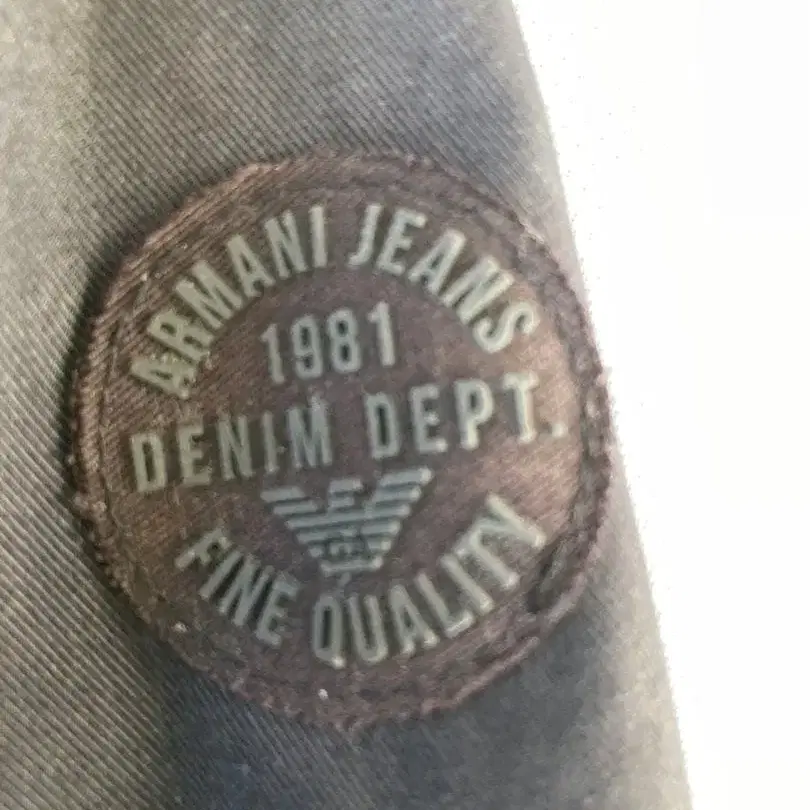 ARMANI JEANS
1981
DENIM DEPT.
FINE QUALITY